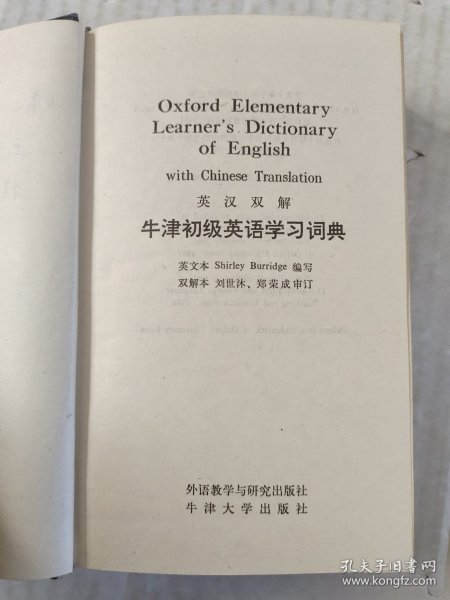 Oxford Elementary
Learner's Dictionary
of English
with Chinese Translation
英汉双解
牛津初级英语学习词典
英文本 Shirley Burridge 编写
双解本 刘世沐、郑荣成审订
外语教学与研究出版社
牛津大学出版社
孔夫子旧书网
www.kongfz.com